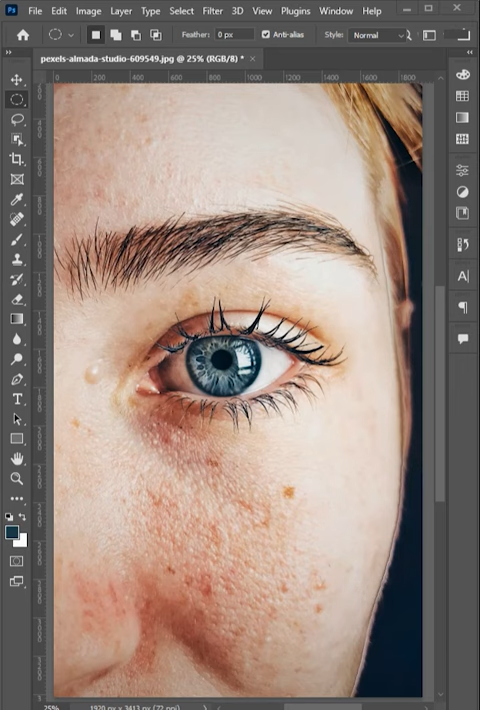 Ps File Edit Image Layer Type Select Filter 3D View Plugins Window Help
Feather: 0 px Anti-alias Style: Normal
pexels-almada-studio-609549.jpg @ 25% (RGB/8) * ×
0 200 400 600 800 1000 1200 1400 1600 1800
T
A
25% 1920 px × 3413 px (72 ppi)